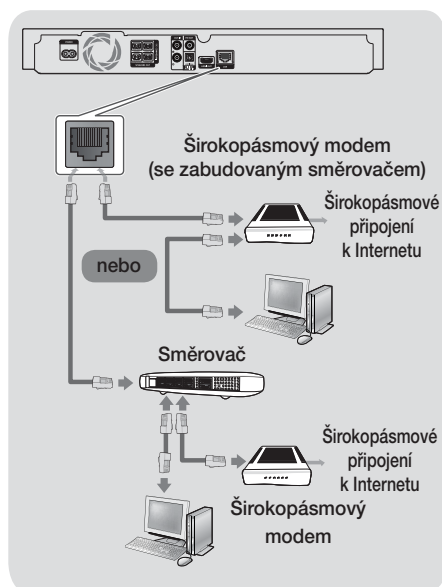 Širokopásmový modem
(se zabudovaným směrovačem)
Širokopásmové
připojení
k Internetu
nebo
Směrovač
Širokopásmové
připojení
k Internetu
Širokopásmový
modem